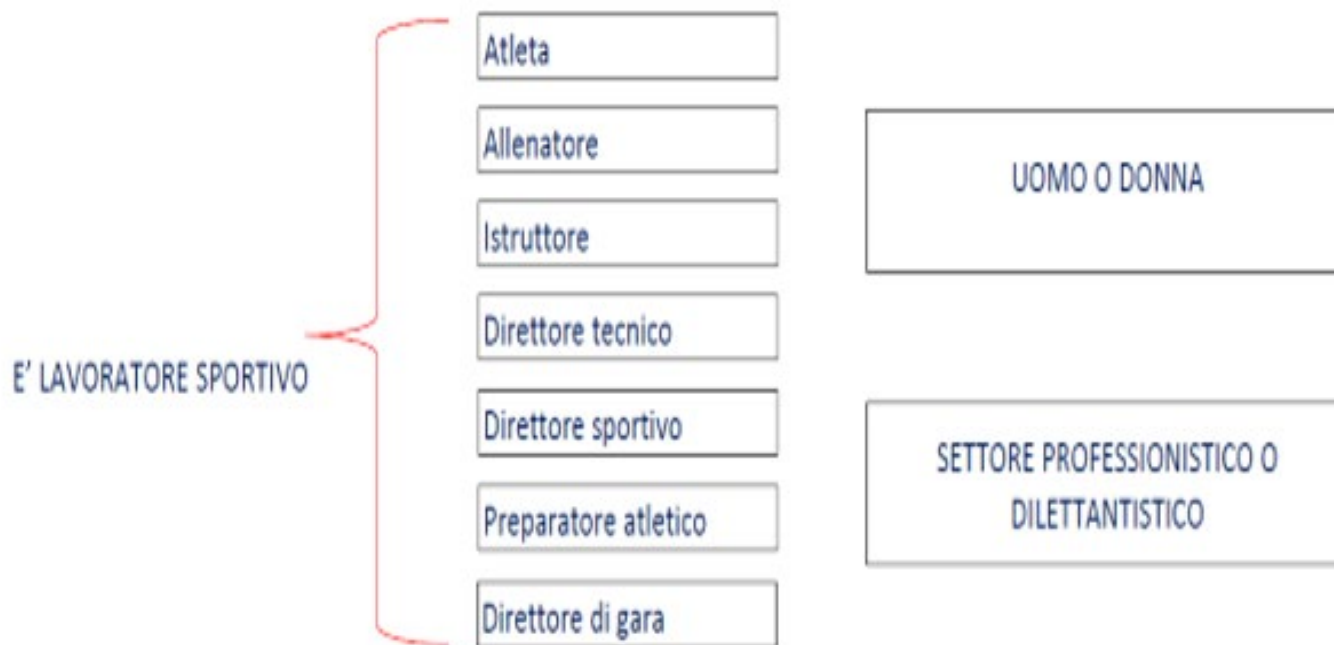 E' LAVORATORE SPORTIVO
Atleta
Allenatore
Istruttore
Direttore tecnico
Direttore sportivo
Preparatore atletico
Direttore di gara
UOMO O DONNA
SETTORE PROFESSIONISTICO O
DILETTANTISTICO